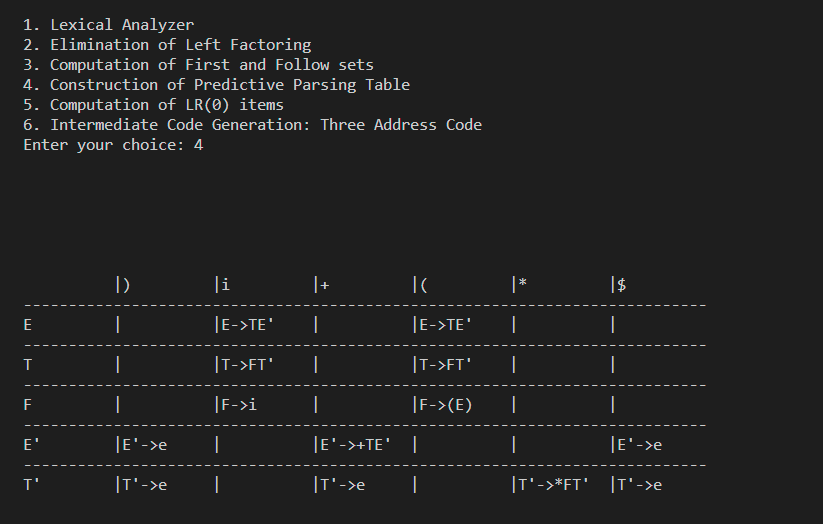 1. Lexical Analyzer
2. Elimination of Left Factoring
3. Computation of First and Follow sets
4. Construction of Predictive Parsing Table
5. Computation of LR(0) items
6. Intermediate Code Generation: Three Address Code
Enter your choice: 4
|) |i |+ |( |* |$
--------------------------------------------------------------------
E | |E->TE' | |E->TE' | |
--------------------------------------------------------------------
T | |T->FT' | |T->FT' | |
--------------------------------------------------------------------
F | |F->i | |F->(E) | |
--------------------------------------------------------------------
E' |E'->e | |E'->+TE' | | |E'->e
--------------------------------------------------------------------
T' |T'->e | |T'->e | |T'->*FT' |T'->e